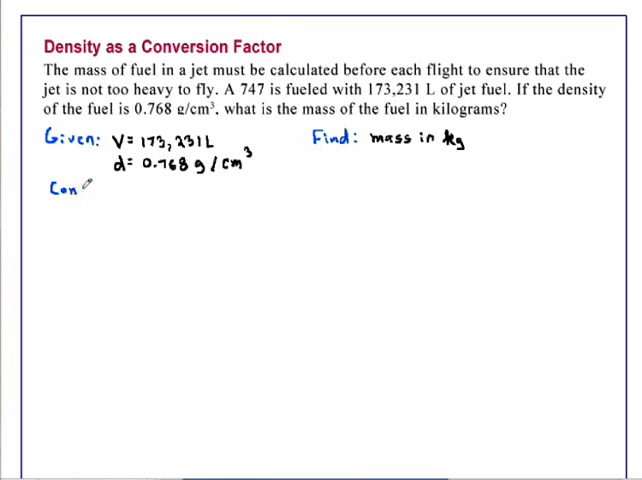 Density as a Conversion Factor
The mass of fuel in a jet must be calculated before each flight to ensure that the
jet is not too heavy to fly. A 747 is fueled with 173,231 L of jet fuel. If the density
of the fuel is 0.768 g/cm³, what is the mass of the fuel in kilograms?
Given: V= 173,231L Find: mass in kg
d= 0.768 g/cm³
Con